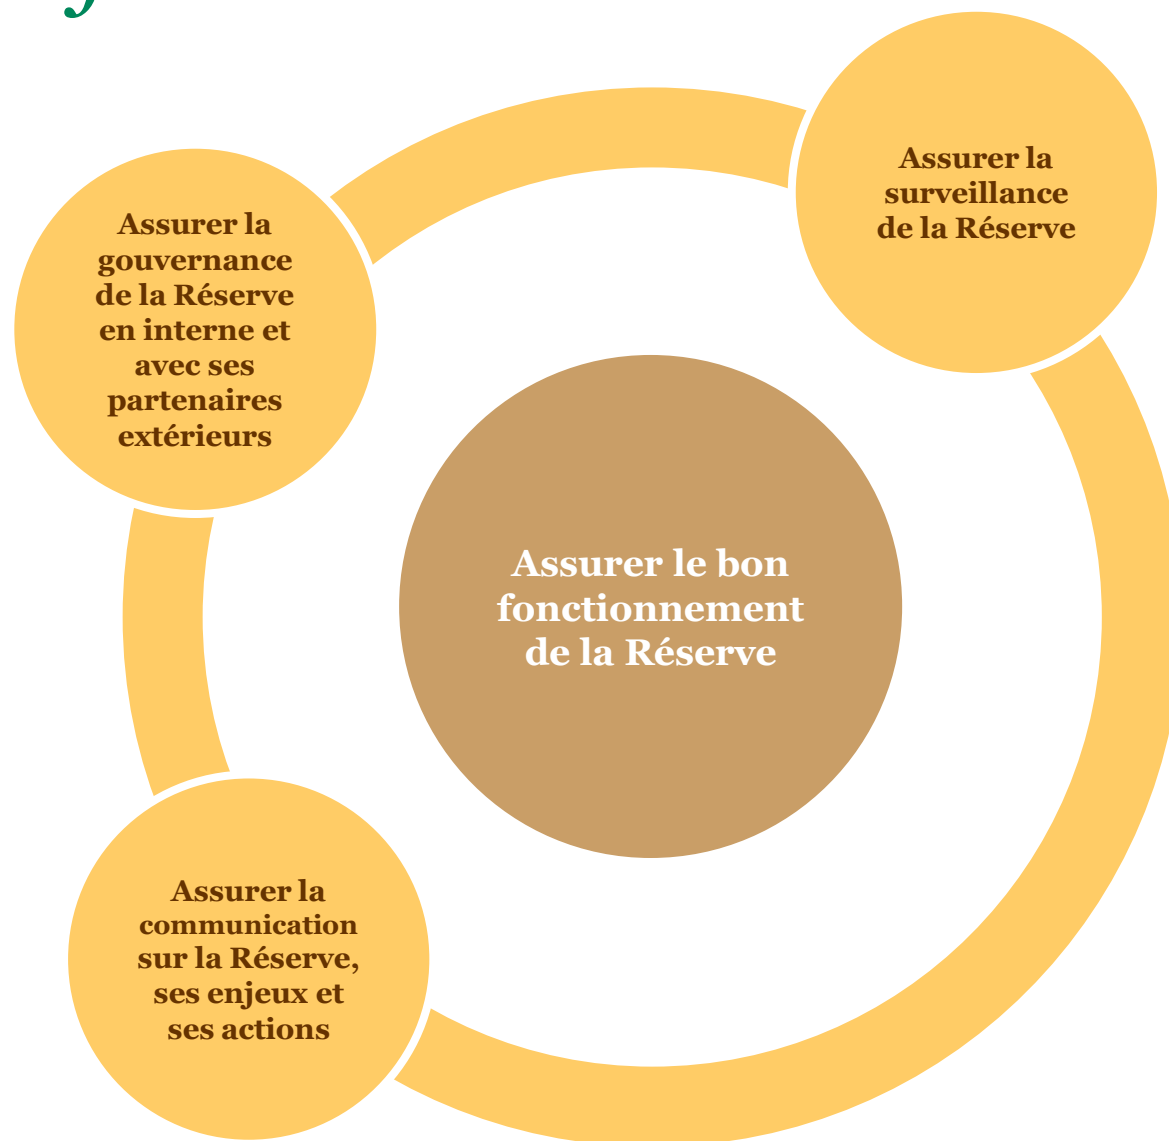 Assurer la
surveillance
de la Réserve
Assurer la
gouvernance
de la Réserve
en interne et
avec ses
partenaires
extérieurs
Assurer le bon
fonctionnement
de la Réserve
Assurer la
communication
sur la Réserve,
ses enjeux et
ses actions